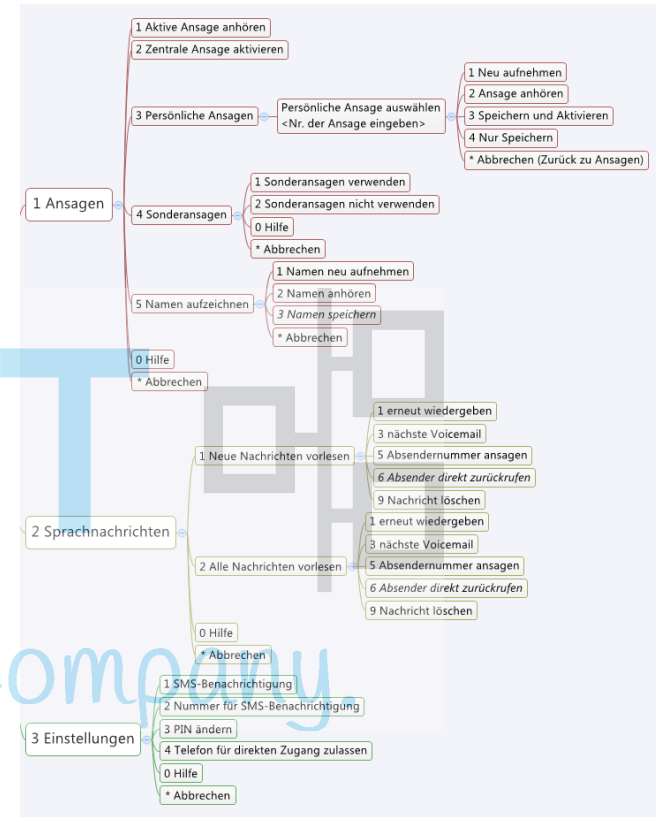 1 Ansagen
1 Aktive Ansage anhören
2 Zentrale Ansage aktivieren
3 Persönliche Ansagen
Persönliche Ansage auswählen
<Nr. der Ansage eingeben>
1 Neu aufnehmen
2 Ansage anhören
3 Speichern und Aktivieren
4 Nur Speichern
* Abbrechen (Zurück zu Ansagen)
4 Sonderansagen
1 Sonderansagen verwenden
2 Sonderansagen nicht verwenden
0 Hilfe
* Abbrechen
5 Namen aufzeichnen
1 Namen neu aufnehmen
2 Namen anhören
3 Namen speichern
* Abbrechen
0 Hilfe
* Abbrechen
2 Sprachnachrichten
1 Neue Nachrichten vorlesen
1 erneut wiedergeben
3 nächste Voicemail
5 Absendernummer ansagen
6 Absender direkt zurückrufen
9 Nachricht löschen
2 Alle Nachrichten vorlesen
1 erneut wiedergeben
3 nächste Voicemail
5 Absendernummer ansagen
6 Absender direkt zurückrufen
9 Nachricht löschen
0 Hilfe
* Abbrechen
3 Einstellungen
1 SMS-Benachrichtigung
2 Nummer für SMS-Benachrichtigung
3 PIN ändern
4 Telefon für direkten Zugang zulassen
0 Hilfe
* Abbrechen
T
ompany.